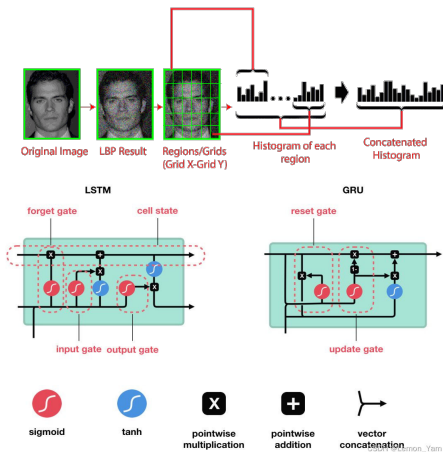 Original Image
LBP Result
Regions/Grids
(Grid X-Grid Y)
Histogram of each
region
Concatenated
Histogram
LSTM
GRU
forget gate
cell state
reset gate
input gate
output gate
update gate
sigmoid
tanh
pointwise
multiplication
pointwise
addition
vector
concatenation